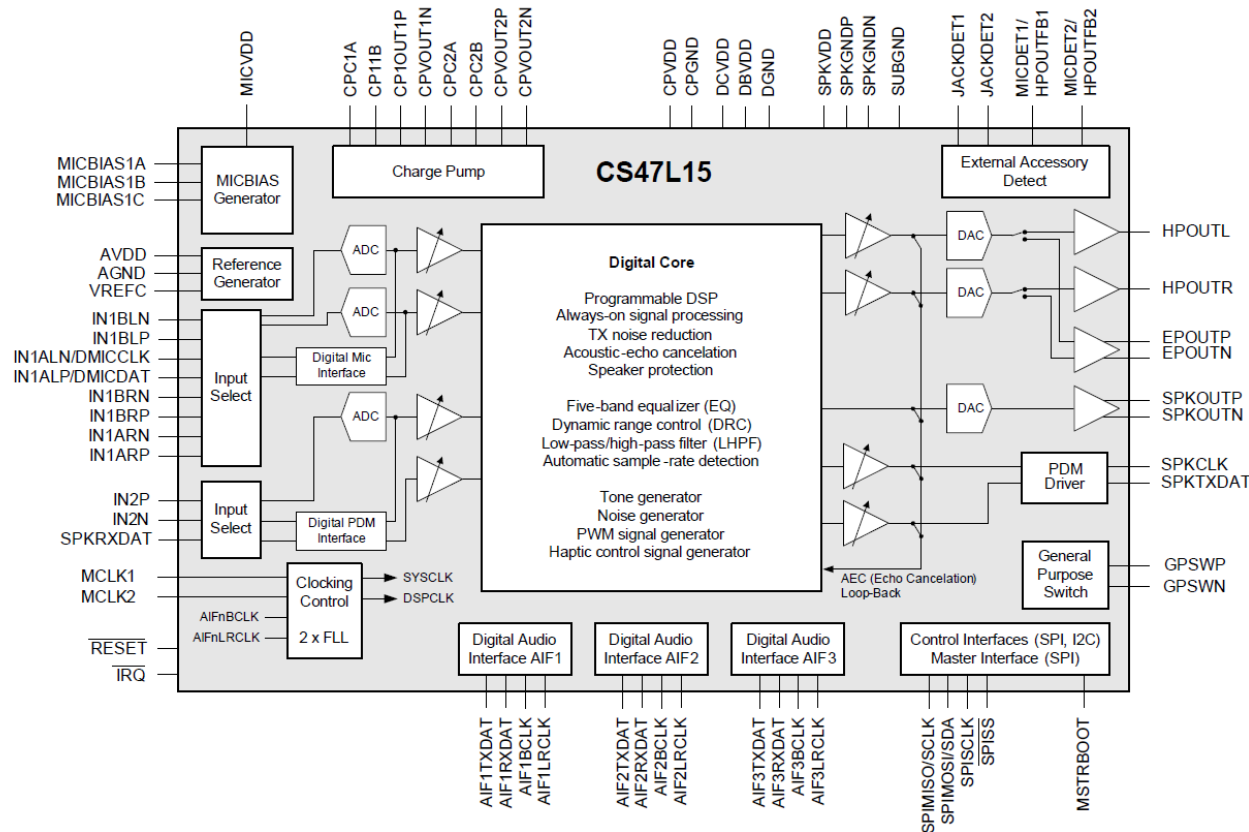 MICVDD
CPC1A
CP11B
CP1OUT1P
CPVOUT1N
CPC2A
CPC2B
CPVOUT2P
CPVOUT2N
CPVDD
CPGND
DCVDD
DBVDD
DGND
SPKVDD
SPKGNDP
SPKGNDN
SUBGND
JACKDET1
JACKDET2
MICDET1/
HPOUTFB1
MICDET2/
HPOUTFB2
CS47L15
MICBIAS1A
MICBIAS1B
MICBIAS1C
MICBIAS
Generator
Charge Pump
External Accessory
Detect
AVDD
AGND
VREFC
Reference
Generator
IN1BLN
IN1BLP
IN1ALN/DMICCLK
IN1ALP/DMICDAT
IN1BRN
IN1BRP
IN1ARN
IN1ARP
Input
Select
ADC
ADC
Digital Mic
Interface
ADC
IN2P
IN2N
SPKRXDAT
Input
Select
Digital PDM
Interface
MCLK1
MCLK2
AIFnBCLK
AIFnLRCLK
Clocking
Control
2 x FLL
SYSCLK
DSPCLK
RESET
IRQ
Digital Core
Programmable DSP
Always-on signal processing
TX noise reduction
Acoustic-echo cancelation
Speaker protection
Five-band equalizer (EQ)
Dynamic range control (DRC)
Low-pass/high-pass filter (LHPF)
Automatic sample-rate detection
Tone generator
Noise generator
PWM signal generator
Haptic control signal generator
DAC
DAC
DAC
HPOUTL
HPOUTR
EPOUTP
EPOUTN
SPKOUTP
SPKOUTN
PDM
Driver
SPKCLK
SPKTXDAT
General
Purpose
Switch
GPSWP
GPSWN
AEC (Echo Cancelation)
Loop-Back
Digital Audio
Interface AIF1
Digital Audio
Interface AIF2
Digital Audio
Interface AIF3
Control Interfaces (SPI, I2C)
Master Interface (SPI)
AIF1TXDAT
AIF1RXDAT
AIF1BCLK
AIF1LRCLK
AIF2TXDAT
AIF2RXDAT
AIF2BCLK
AIF2LRCLK
AIF3TXDAT
AIF3RXDAT
AIF3BCLK
AIF3LRCLK
SPIMISO/SCLK
SPIMOSI/SDA
SPISCLK
SPISS
MSTRBOOT